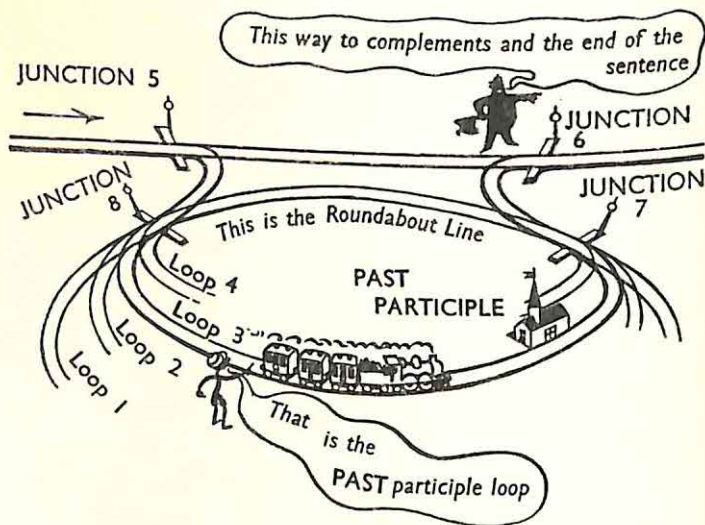 This way to complements and the end of the
sentence
JUNCTION 5
JUNCTION
6
JUNCTION
8
JUNCTION
7
This is the Roundabout Line
Loop 4
PAST
PARTICIPLE
Loop 3
Loop 2
Loop 1
That
is the
PAST participle loop